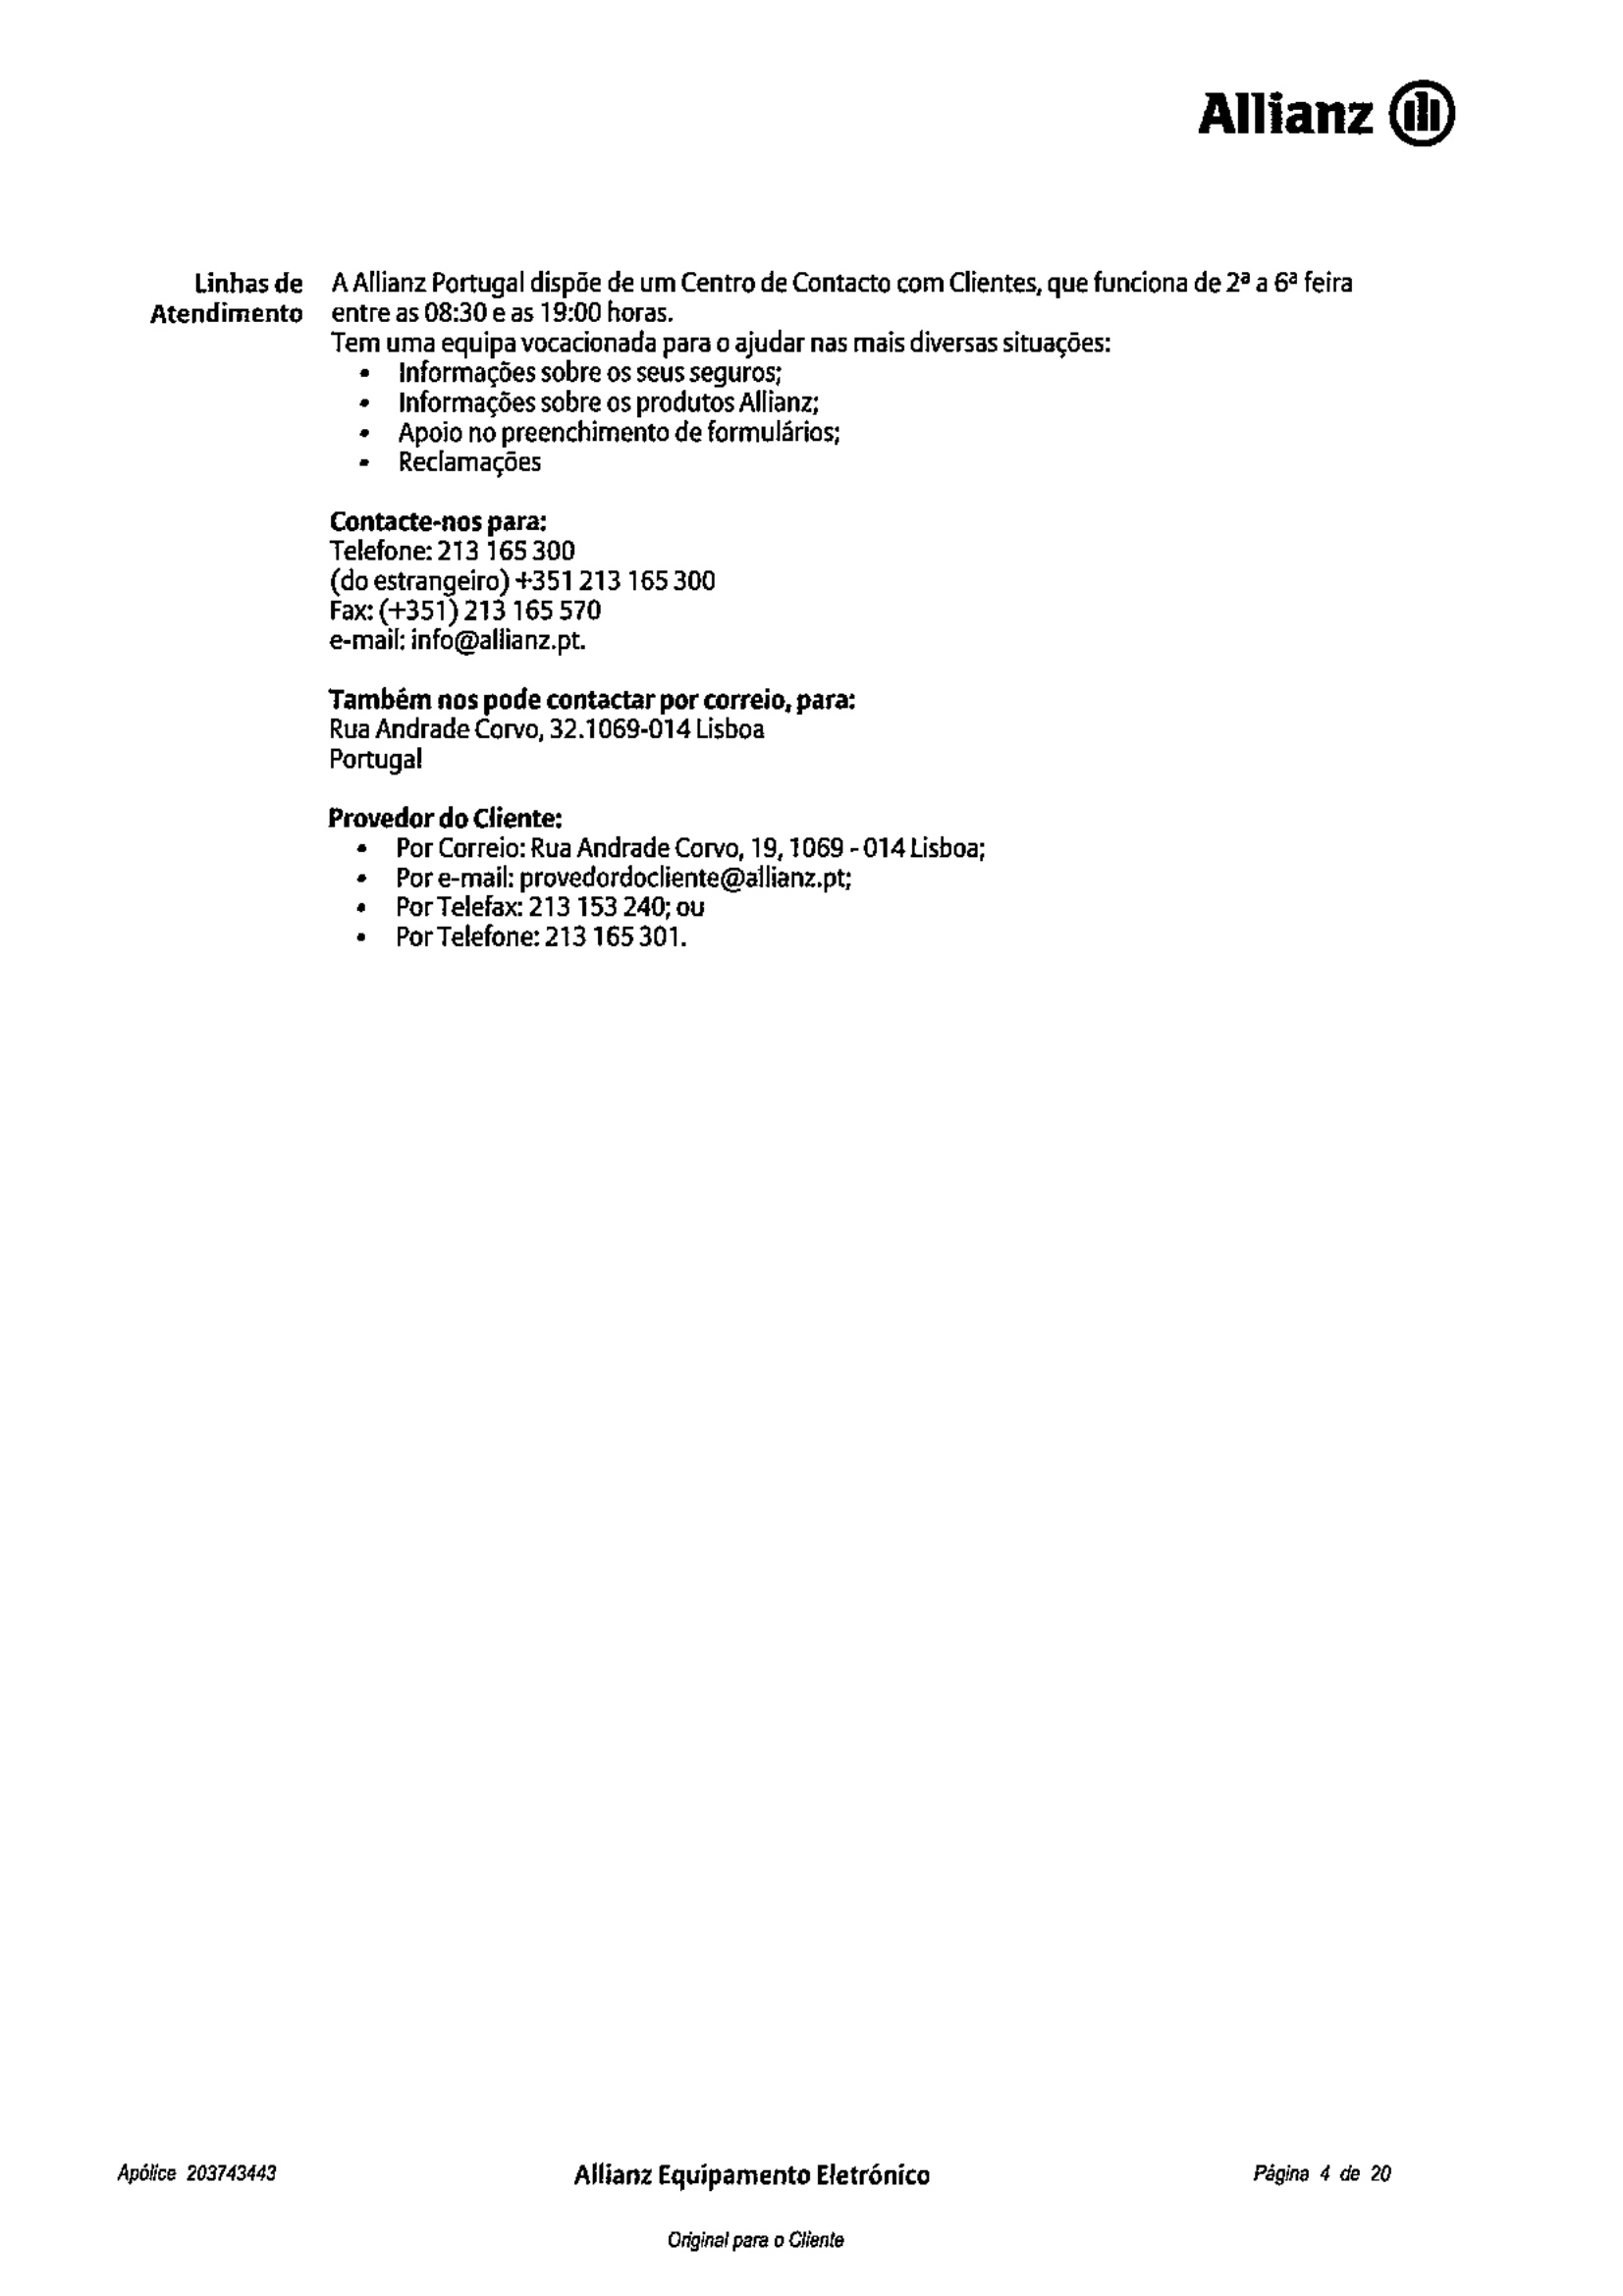 Allianz
Linhas de
Atendimento
A Allianz Portugal dispõe de um Centro de Contacto com Clientes, que funciona de 2ª a 6ª feira
entre as 08:30 e as 19:00 horas.
Tem uma equipa vocacionada para o ajudar nas mais diversas situações:
• Informações sobre os seus seguros;
• Informações sobre os produtos Allianz;
• Apoio no preenchimento de formulários;
• Reclamações
Contacte-nos para:
Telefone: 213 165 300
(do estrangeiro) +351 213 165 300
Fax: (+351) 213 165 570
e-mail: info@allianz.pt.
Também nos pode contactar por correio, para:
Rua Andrade Corvo, 32.1069-014 Lisboa
Portugal
Provedor do Cliente:
• Por Correio: Rua Andrade Corvo, 19, 1069 - 014 Lisboa;
• Por e-mail: provedordocliente@allianz.pt;
• Por Telefax: 213 153 240; ou
• Por Telefone: 213 165 301.
Apólice 203743443
Allianz Equipamento Eletrónico
Página 4 de 20
Original para o Cliente